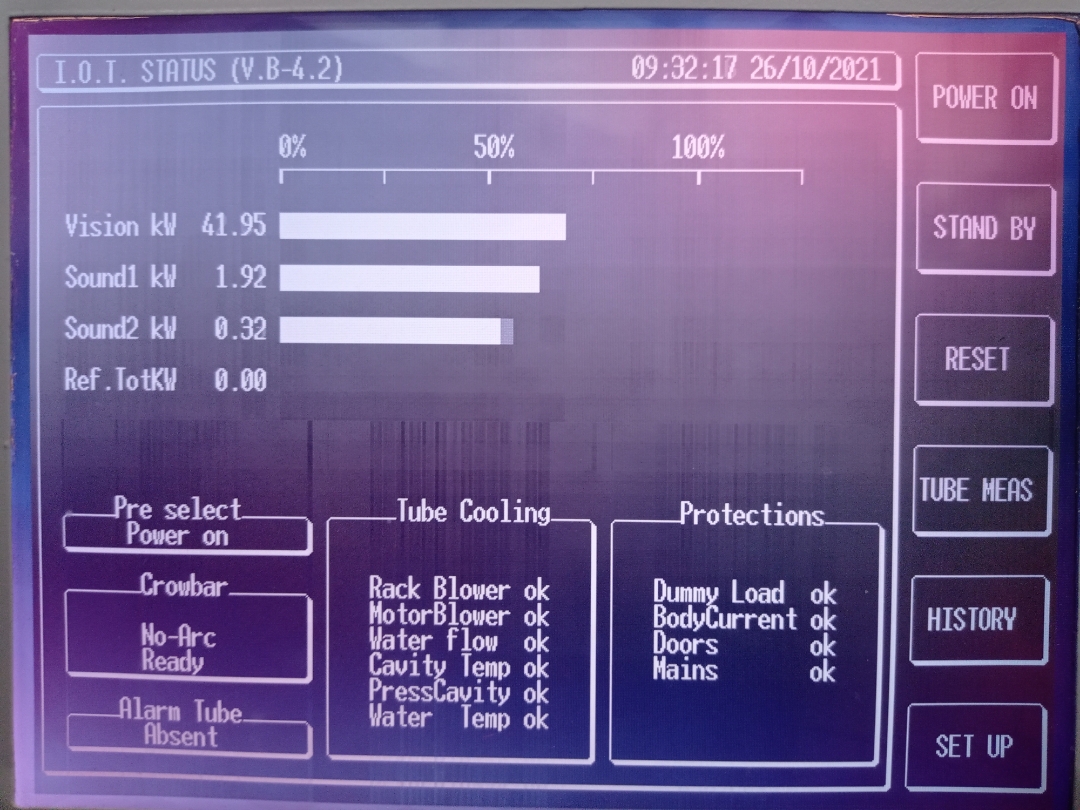 I.O.T. STATUS (V.B-4.2) 09:32:17 26/10/2021
POWER ON
0% 50% 100%
Vision kW 41.95
STAND BY
Sound1 kW 1.92
Sound2 kW 0.32
RESET
Ref.TotKW 0.00
TUBE MEAS
Pre select
Power on
Crowbar
No-Arc
Ready
Alarm Tube
Absent
Tube Cooling
Rack Blower ok
MotorBlower ok
Water flow ok
Cavity Temp ok
PressCavity ok
Water Temp ok
Protections
Dummy Load ok
BodyCurrent ok
Doors ok
Mains ok
HISTORY
SET UP